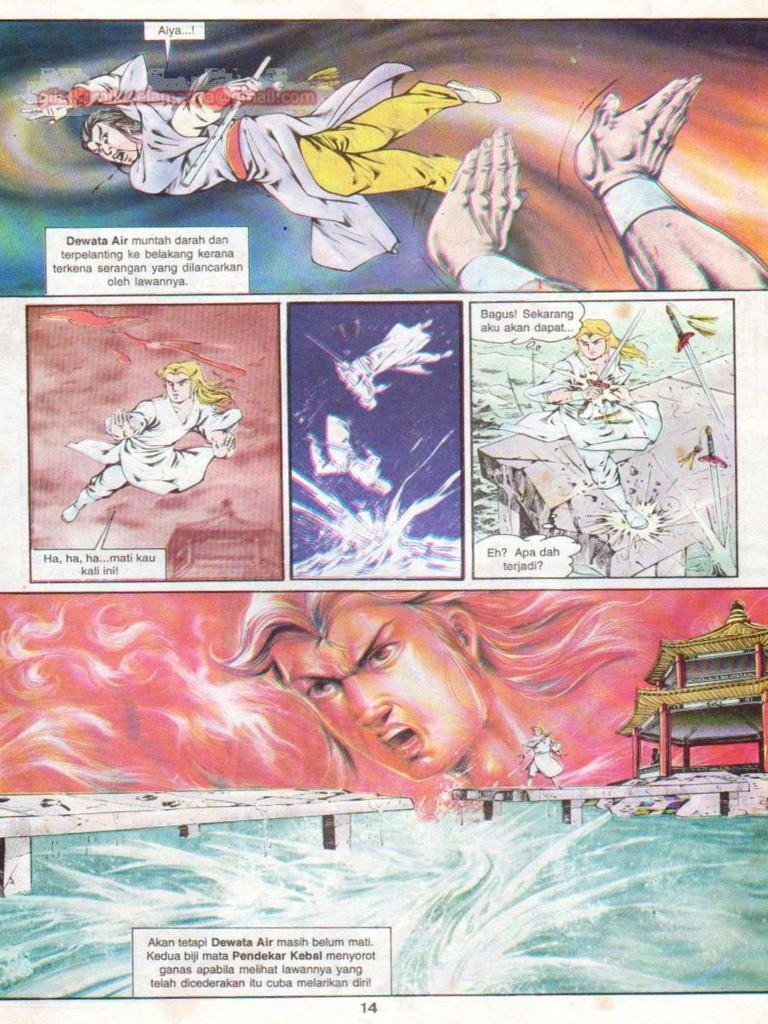 Aiya...!
Dewata Air muntah darah dan
terpelanting ke belakang kerana
terkena serangan yang dilancarkan
oleh lawannya.
Ha, ha, ha...mati kau
kali ini!
Bagus! Sekarang
aku akan dapat...
Eh? Apa dah
terjadi?
Akan tetapi Dewata Air masih belum mati.
Kedua biji mata Pendekar Kebal menyorot
ganas apabila melihat lawannya yang
telah dicederakan itu cuba melarikan diri!
14